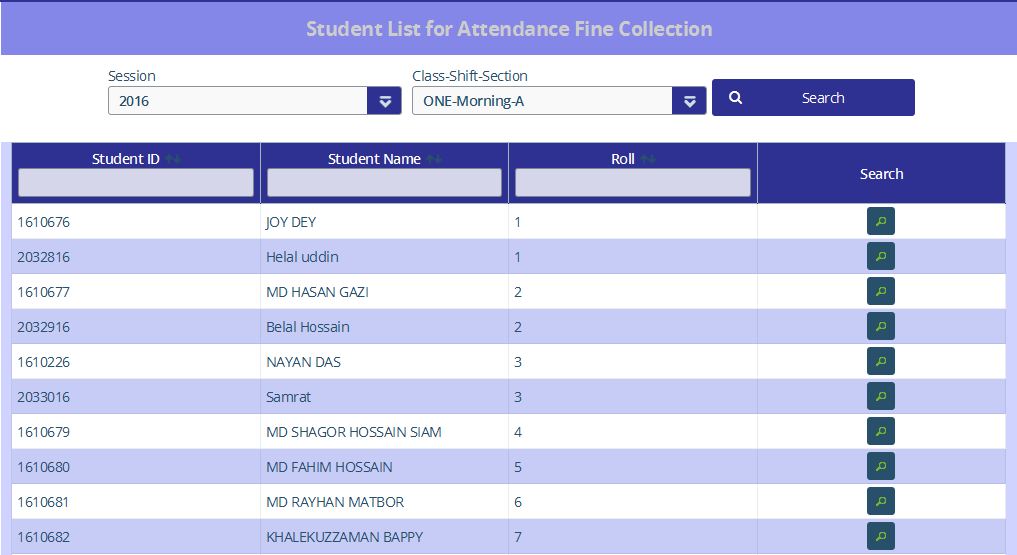 Student List for Attendance Fine Collection
Session Class-Shift-Section
2016 ONE-Morning-A Search
Student ID Student Name Roll Search
1610676 JOY DEY 1
2032816 Helal uddin 1
1610677 MD HASAN GAZI 2
2032916 Belal Hossain 2
1610226 NAYAN DAS 3
2033016 Samrat 3
1610679 MD SHAGOR HOSSAIN SIAM 4
1610680 MD FAHIM HOSSAIN 5
1610681 MD RAYHAN MATBOR 6
1610682 KHALEKUZZAMAN BAPPY 7